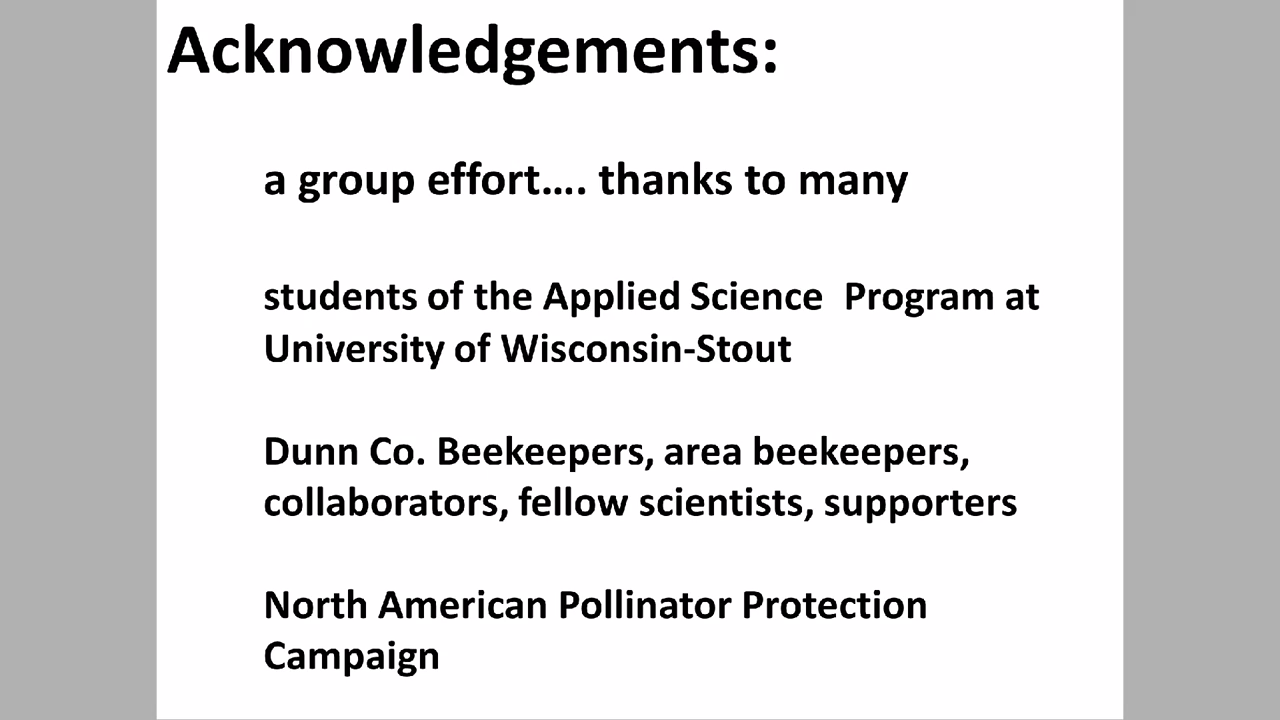 Acknowledgements:
a group effort.... thanks to many
students of the Applied Science  Program at
University of Wisconsin-Stout
Dunn Co. Beekeepers, area beekeepers,
collaborators, fellow scientists, supporters
North American Pollinator Protection
Campaign